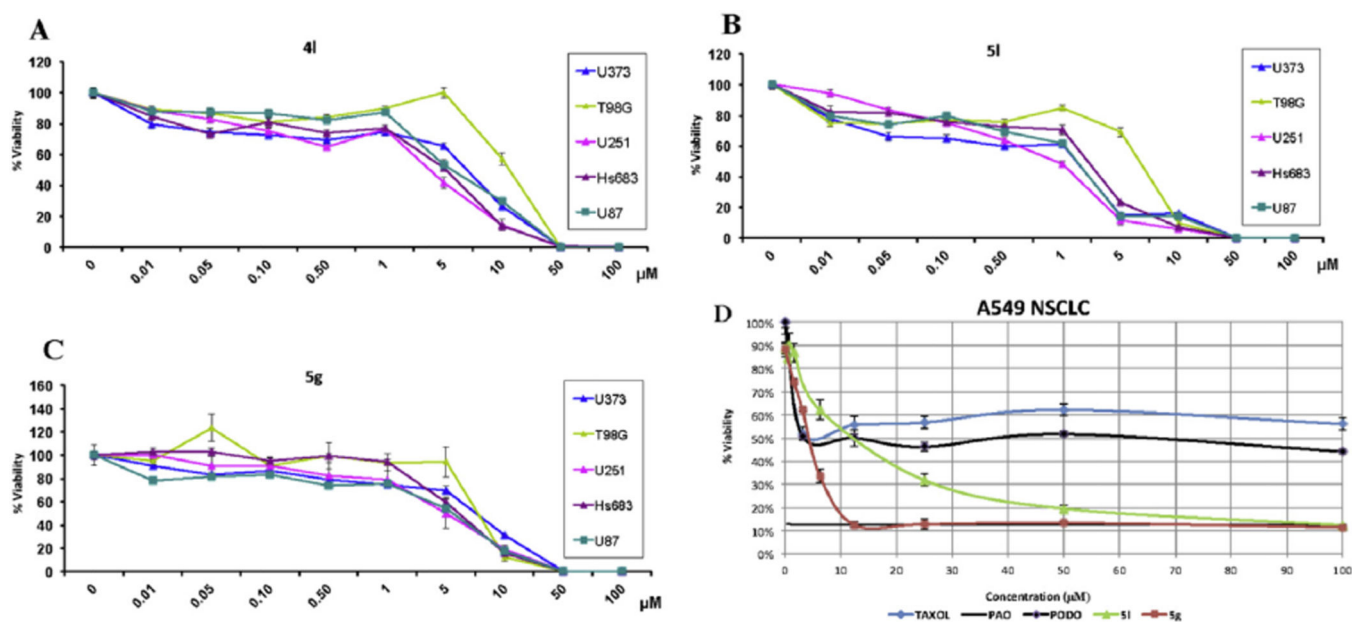 A
4l
% Viability
120
100
80
60
40
20
0
0 0.01 0.05 0.10 0.50 1 5 10 50 100 µM
U373
T98G
U251
Hs683
U87
B
5l
% Viability
120
100
80
60
40
20
0
0 0.01 0.05 0.10 0.50 1 5 10 50 100 µM
U373
T98G
U251
Hs683
U87
C
5g
% Viability
160
140
120
100
80
60
40
20
0
0 0.01 0.05 0.10 0.50 1 5 10 50 100 µM
U373
T98G
U251
Hs683
U87
D
A549 NSCLC
% Viability
100%
90%
80%
70%
60%
50%
40%
30%
20%
10%
0%
0 10 20 30 40 50 60 70 80 90 100
Concentration (µM)
TAXOL PAO PODO 5l 5g